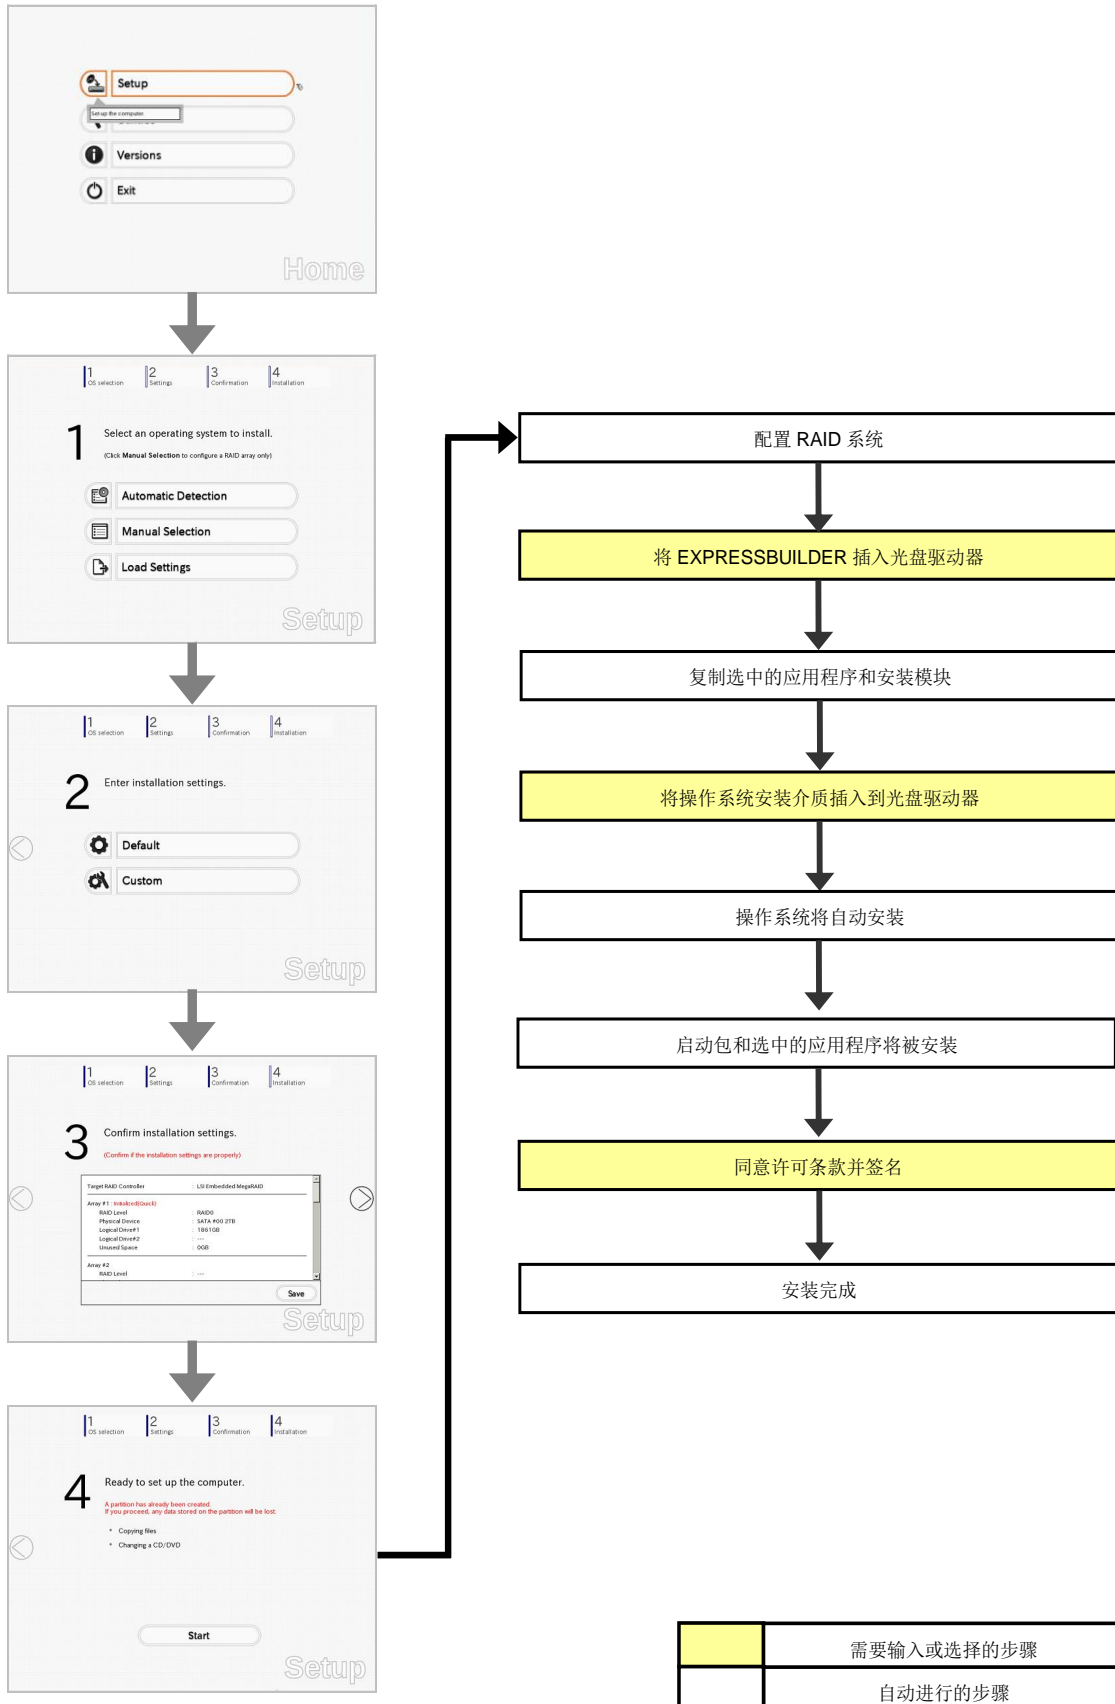 Setup
Set up the computer
Versions
Exit
Home
1 OS selection
2 Settings
3 Confirmation
4 Installation
1
Select an operating system to install.
(Click Manual Selection to configure a RAID array only)
Automatic Detection
Manual Selection
Load Settings
Setup
1 OS selection
2 Settings
3 Confirmation
4 Installation
2
Enter installation settings.
Default
Custom
Setup
1 OS selection
2 Settings
3 Confirmation
4 Installation
3
Confirm installation settings.
(Confirm if the installation settings are properly)
Target RAID Controller : LSI Embedded MegaRAID
Array #1 : Initialized(Quick)
RAID Level : RAID0
Physical Device : SATA #00 2TB
Logical Drive#1 : 1861GB
Logical Drive#2 : ---
Unused Space : 0GB
Array #2
RAID Level : ---
Save
Setup
1 OS selection
2 Settings
3 Confirmation
4 Installation
4
Ready to set up the computer.
A partition has already been created.
If you proceed, any data stored on the partition will be lost.
* Copying files
* Changing a CD/DVD
Start
Setup
配置 RAID 系统
将 EXPRESSBUILDER 插入光盘驱动器
复制选中的应用程序和安装模块
将操作系统安装介质插入到光盘驱动器
操作系统将自动安装
启动包和选中的应用程序将被安装
同意许可条款并签名
安装完成
需要输入或选择的步骤
自动进行的步骤